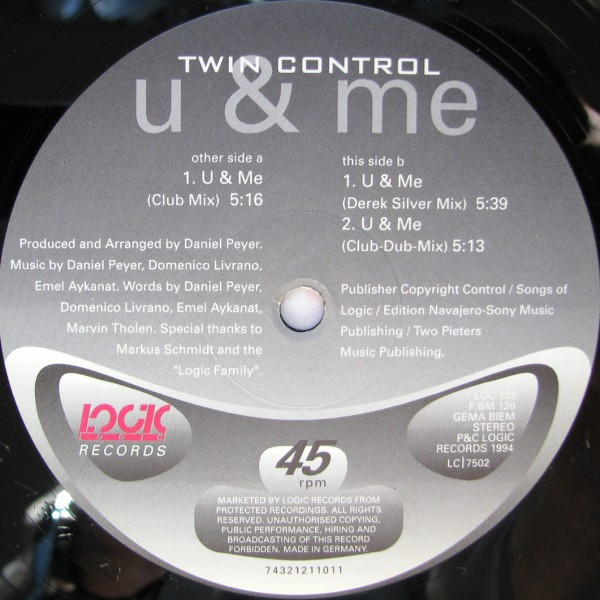 TWIN CONTROL
u & me
other side a
1. U & Me
(Club Mix) 5:16
this side b
1. U & Me
(Derek Silver Mix) 5:39
2. U & Me
(Club-Dub-Mix) 5:13
Produced and Arranged by Daniel Peyer.
Music by Daniel Peyer, Domenico Livrano,
Emel Aykanat. Words by Daniel Peyer,
Domenico Livrano, Emel Aykanat,
Marvin Tholen. Special thanks to
Markus Schmidt and the
"Logic Family".
Publisher Copyright Control / Songs of
Logic / Edition Navajero-Sony Music
Publishing / Two Pieters
Music Publishing.
LOGIC
LOGIC
RECORDS
45
rpm
LOC 135
F.BM 120
GEMA BIEM
STEREO
P&C LOGIC
RECORDS 1994
LC|7502
MARKETED BY LOGIC RECORDS FROM
PROTECTED RECORDINGS. ALL RIGHTS
RESERVED. UNAUTHORISED COPYING,
PUBLIC PERFORMANCE, HIRING AND
BROADCASTING OF THIS RECORD
FORBIDDEN. MADE IN GERMANY.
74321211011